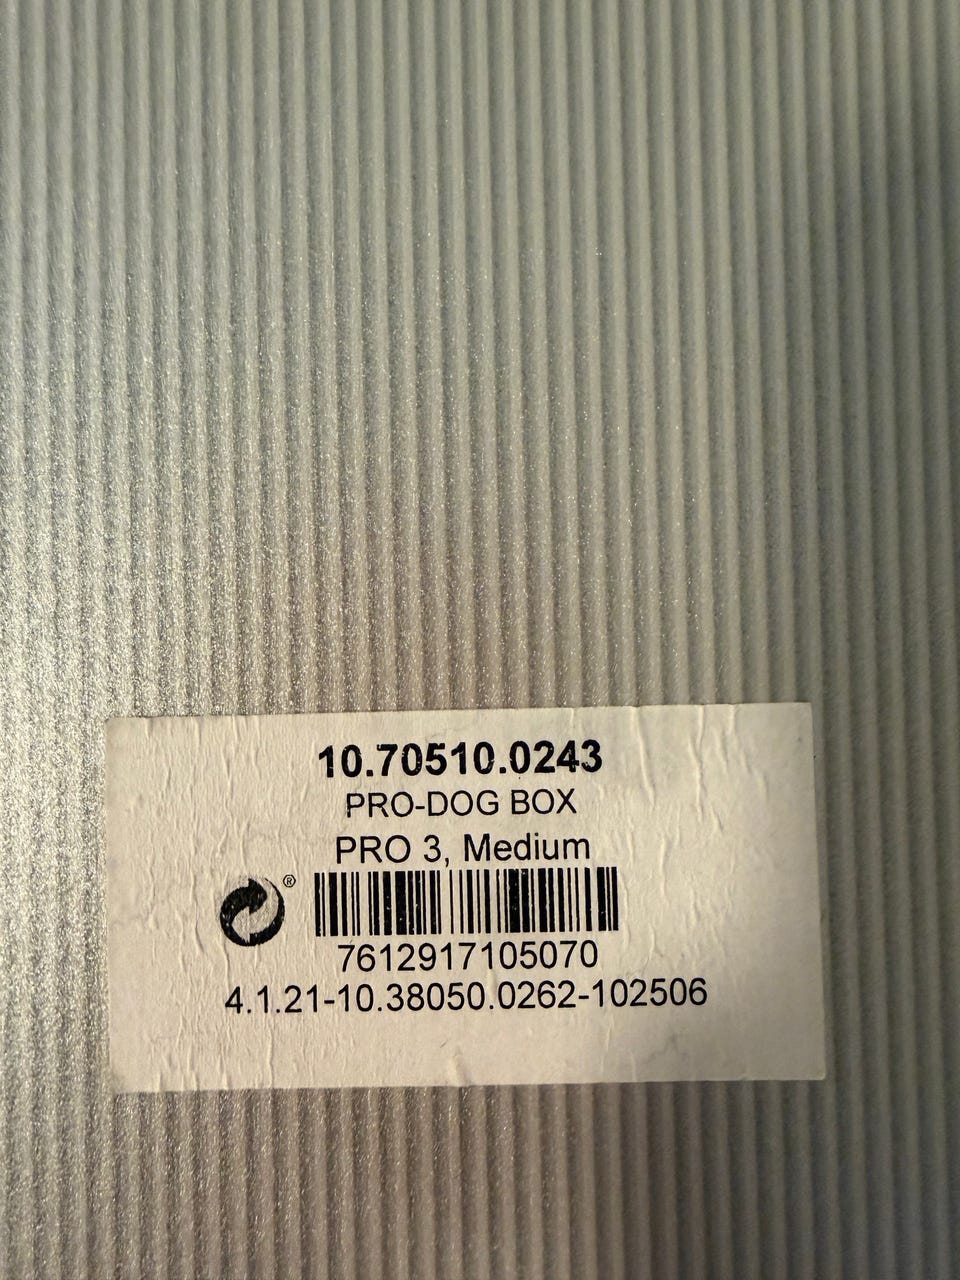 10.70510.0243
PRO-DOG BOX
PRO 3, Medium
®
7612917105070
4.1.21-10.38050.0262-102506